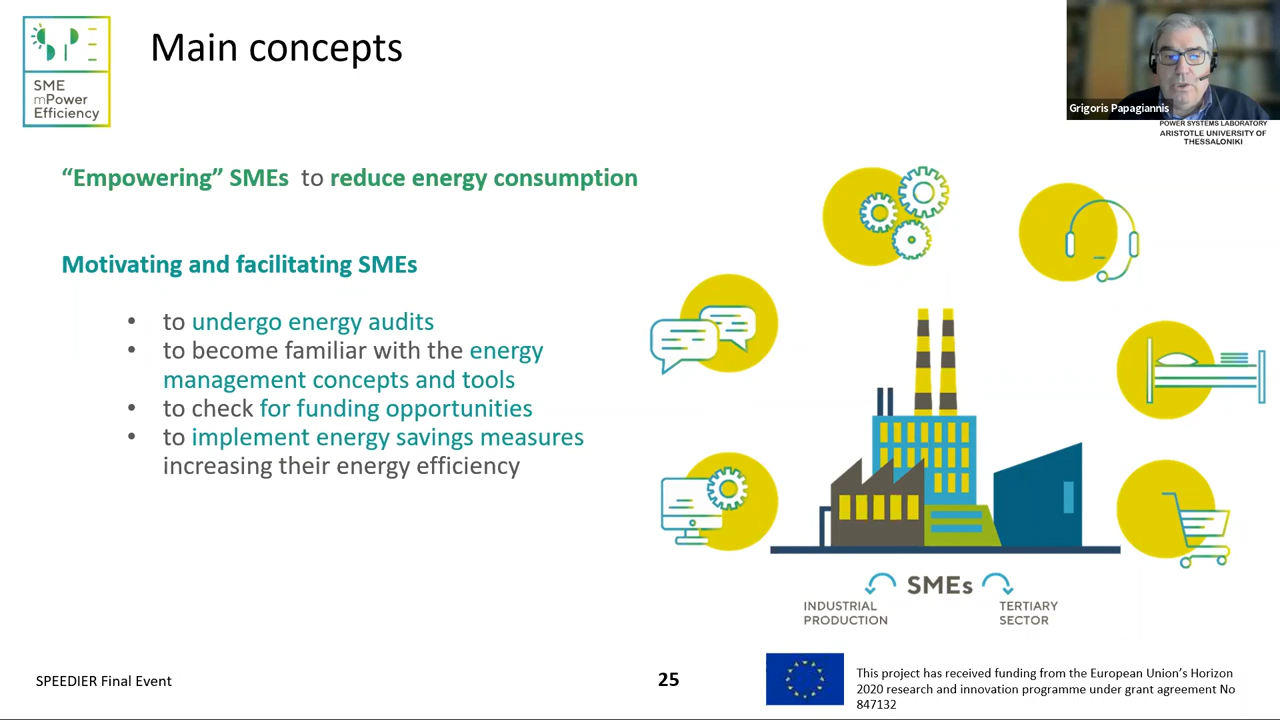 SPE
SME
mPower
Efficiency
Main concepts
Grigoris Papagiannis
POWER SYSTEMS LABORATORY
ARISTOTLE UNIVERSITY OF
THESSALONIKI
“Empowering” SMEs to reduce energy consumption
Motivating and facilitating SMEs
• to undergo energy audits
• to become familiar with the energy
management concepts and tools
• to check for funding opportunities
• to implement energy savings measures
increasing their energy efficiency
SMEs
INDUSTRIAL
PRODUCTION
TERTIARY
SECTOR
SPEEDIER Final Event
25
This project has received funding from the European Union’s Horizon
2020 research and innovation programme under grant agreement No
847132